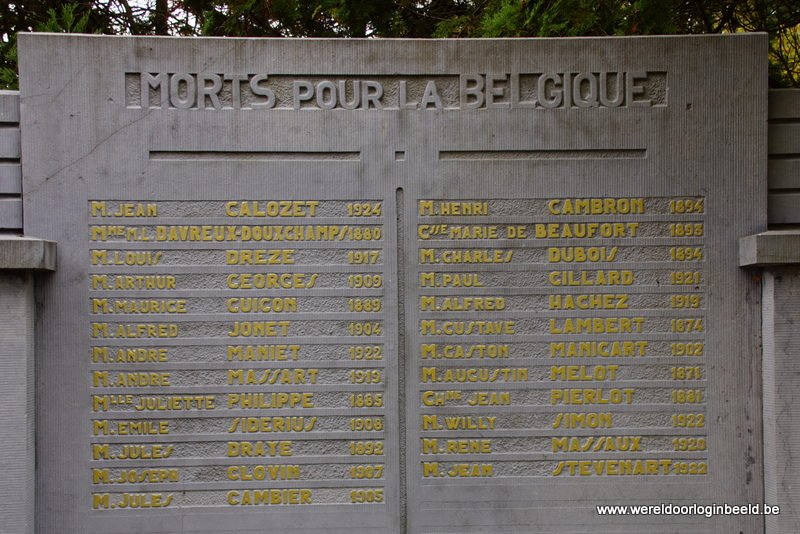 MORTS POUR LA BELGIQUE
M. JEAN CALOZET 1924
MME M.L. DAVREUX-DOUXCHAMPS 1880
M. LOUIS DREZE 1917
M. ARTHUR GEORGES 1909
M. MAURICE GUIGON 1889
M. ALFRED JONET 1904
M. ANDRE MANIET 1922
M. ANDRE MASSART 1919
MLLE JULIETTE PHILIPPE 1885
M. EMILE SIDERIUS 1908
M. JULES DRAYE 1892
M. JOSEPH CLOVIN 1907
M. JULES CAMBIER 1905
M. HENRI CAMBRON 1894
CSSE MARIE DE BEAUFORT 1893
M. CHARLES DUBOIS 1894
M. PAUL GILLARD 1921
M. ALFRED HACHEZ 1919
M. GUSTAVE LAMBERT 1874
M. GASTON MANICART 1902
M. AUGUSTIN MELOT 1871
CHNE JEAN PIERLOT 1881
M. WILLY SIMON 1922
M. RENE MASSAUX 1920
M. JEAN STEVENART 1922
www.wereldoorloginbeeld.be